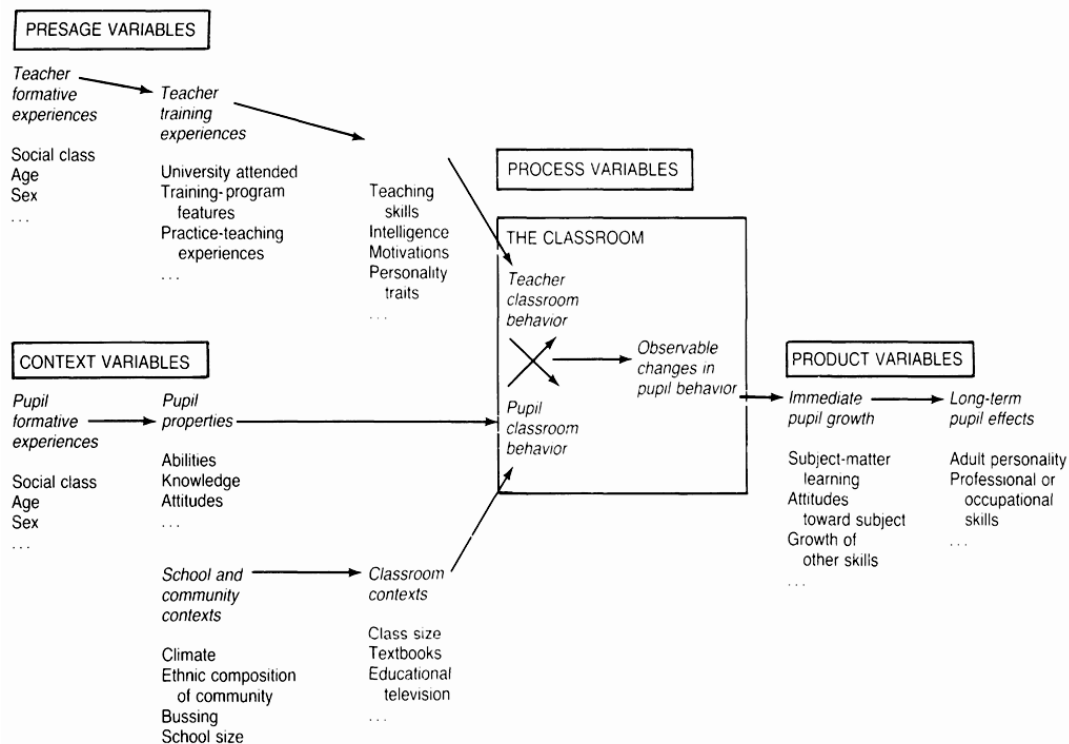 PRESAGE VARIABLES
Teacher
formative
experiences
Social class
Age
Sex
...
Teacher
training
experiences
University attended
Training-program
features
Practice-teaching
experiences
...
Teaching
skills
Intelligence
Motivations
Personality
traits
...
PROCESS VARIABLES
THE CLASSROOM
Teacher
classroom
behavior
Observable
changes in
pupil behavior
Pupil
classroom
behavior
CONTEXT VARIABLES
Pupil
formative
experiences
Social class
Age
Sex
...
Pupil
properties
Abilities
Knowledge
Attitudes
...
School and
community
contexts
Climate
Ethnic composition
of community
Bussing
School size
Classroom
contexts
Class size
Textbooks
Educational
television
...
PRODUCT VARIABLES
Immediate
pupil growth
Subject-matter
learning
Attitudes
toward subject
Growth of
other skills
...
Long-term
pupil effects
Adult personality
Professional or
occupational
skills
...